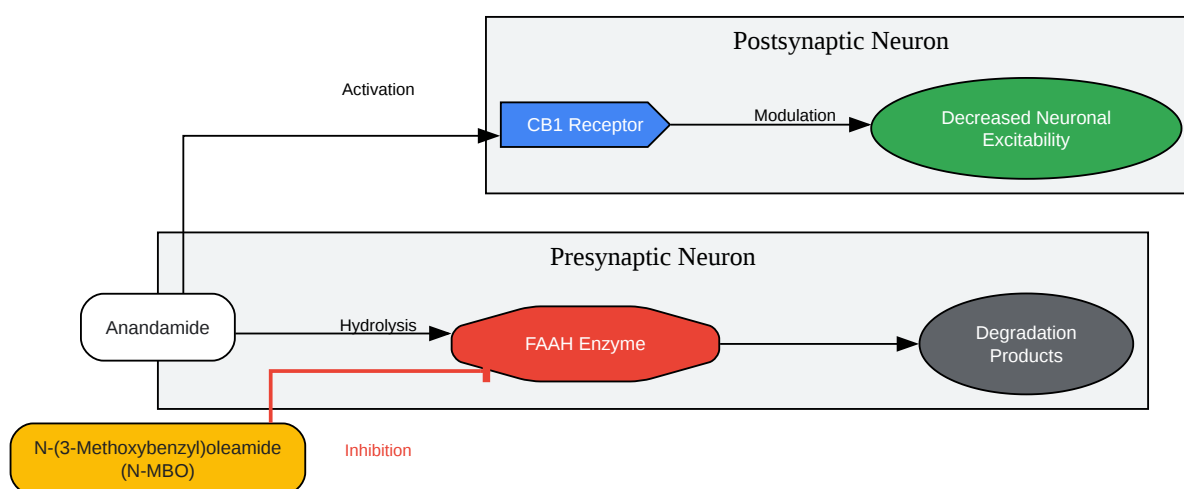 Postsynaptic Neuron
Activation
CB1 Receptor
Modulation
Decreased Neuronal
Excitability
Presynaptic Neuron
Anandamide
Hydrolysis
FAAH Enzyme
Degradation
Products
N-(3-Methoxybenzyl)oleamide
(N-MBO)
Inhibition